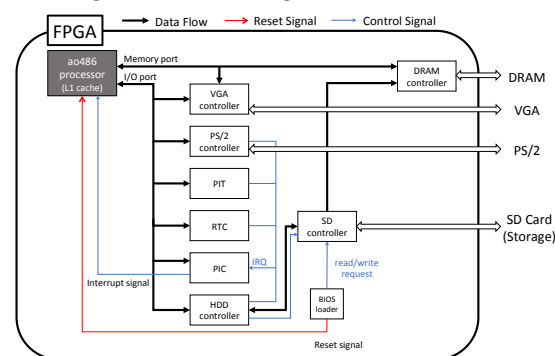 Data Flow
Reset Signal
Control Signal
FPGA
ao486
processor
(L1 cache)
Memory port
I/O port
DRAM
controller
DRAM
VGA
controller
VGA
PS/2
controller
PS/2
PIT
RTC
SD
controller
SD Card
(Storage)
PIC
IRQ
read/write
request
Interrupt signal
HDD
controller
BIOS
loader
Reset signal